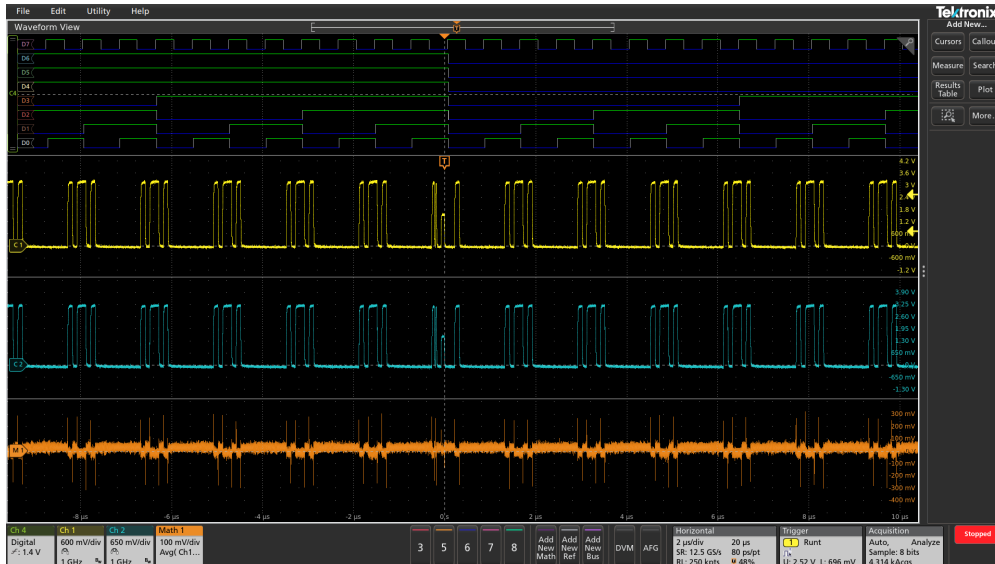 File Edit Utility Help
Tektronix
Waveform View
T
Add New...
Cursors Callou
Measure Search
Results Table Plot
More..
D7
D6
D5
D4
C4
D3
D2
D1
D0
T
4.2 V
3.6 V
3 V
2.4
1.8 V
1.2 V
600
C 1
-600 mV
-1.2 V
3.90 V
3.25 V
2.60 V
1.95 V
1.30 V
650 mV
C 2
-650 mV
-1.30 V
300 mV
200 mV
100 mV
M 1
-100 mV
-200 mV
-300 mV
-400 mV
-8 µs -6 µs -4 µs -2 µs 0 s 2 µs 4 µs 6 µs 8 µs 10 µs
Ch 4 Ch 1 Ch 2 Math 1
Digital 600 mV/div 650 mV/div 100 mV/div
: 1.4 V Avg( Ch1...
1 GHz 1 GHz
3 5 6 7 8
Add New Math
Add New Ref
Add New Bus
DVM AFG
Horizontal
2 µs/div 20 µs
SR: 12.5 GS/s 80 ps/pt
RL: 250 kpts 48%
Trigger
1 Runt
U: 2.52 V L: 696 mV
Acquisition
Auto, Analyze
Sample: 8 bits
4.314 kAcqs
Stopped